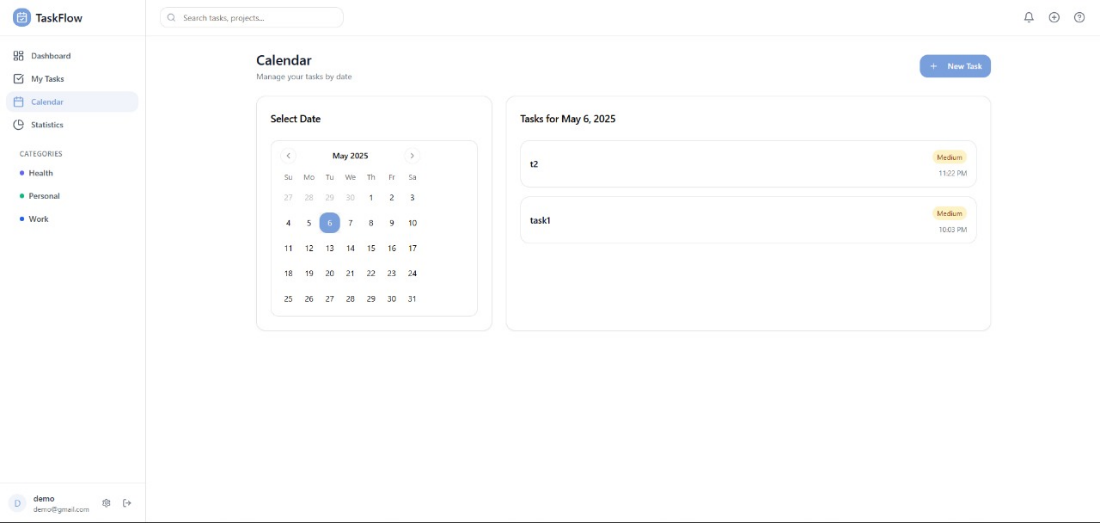 TaskFlow
Search tasks, projects...
Dashboard
My Tasks
Calendar
Statistics
CATEGORIES
Health
Personal
Work
D
demo
demo@gmail.com
Calendar
Manage your tasks by date
+ New Task
Select Date
May 2025
Su Mo Tu We Th Fr Sa
27 28 29 30 1 2 3
4 5 6 7 8 9 10
11 12 13 14 15 16 17
18 19 20 21 22 23 24
25 26 27 28 29 30 31
Tasks for May 6, 2025
t2
Medium
11:22 PM
task1
Medium
10:03 PM